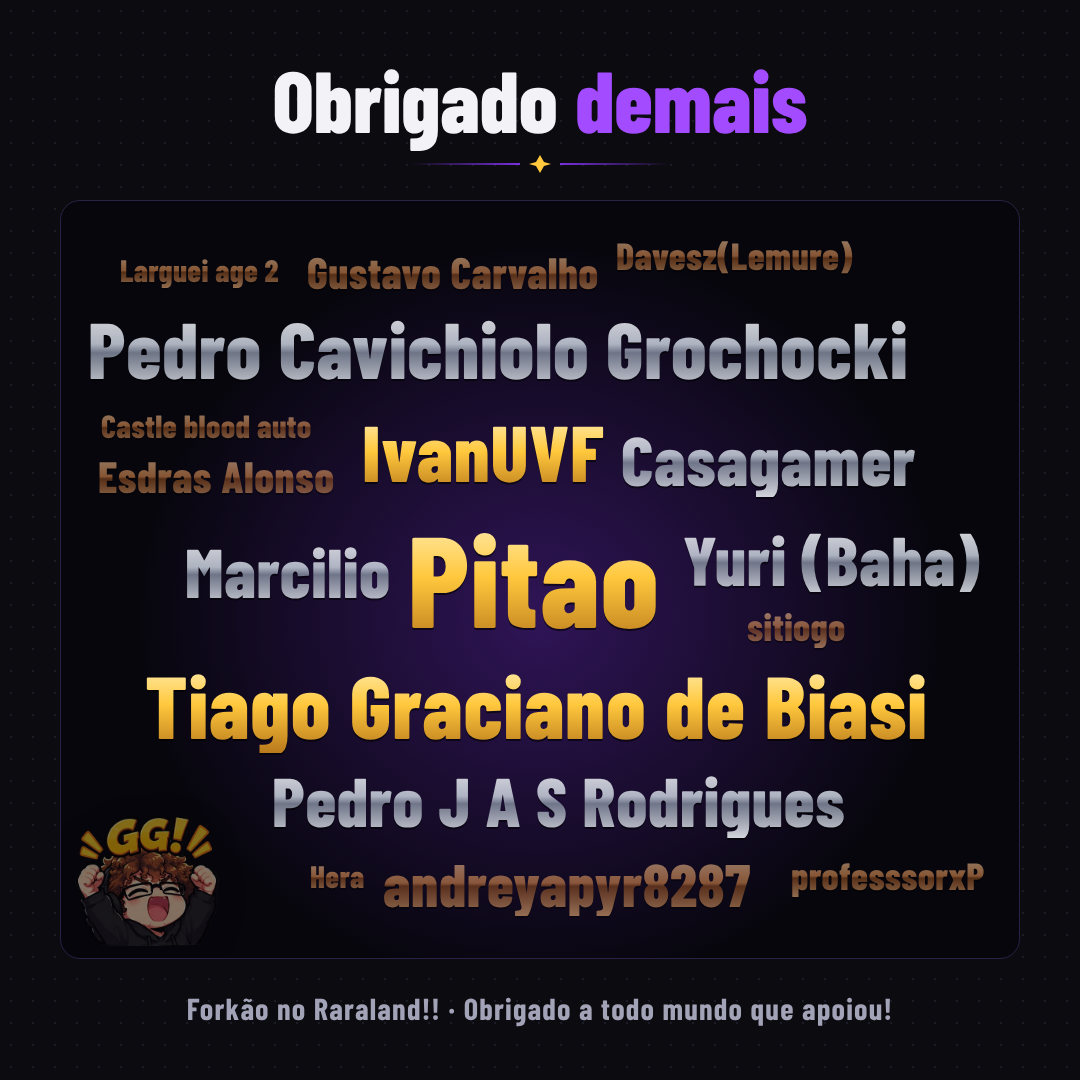 Obrigado demais
Larguei age 2
Gustavo Carvalho
Davesz(Lemure)
Pedro Cavichiolo Grochocki
Castle blood auto
IvanUVF
Casagamer
Esdras Alonso
Marcilio
Pitao
Yuri (Baha)
sitiogo
Tiago Graciano de Biasi
Pedro J A S Rodrigues
GG!
Hera
andreyapyr8287
professsorxP
Forkão no Raraland!! · Obrigado a todo mundo que apoiou!